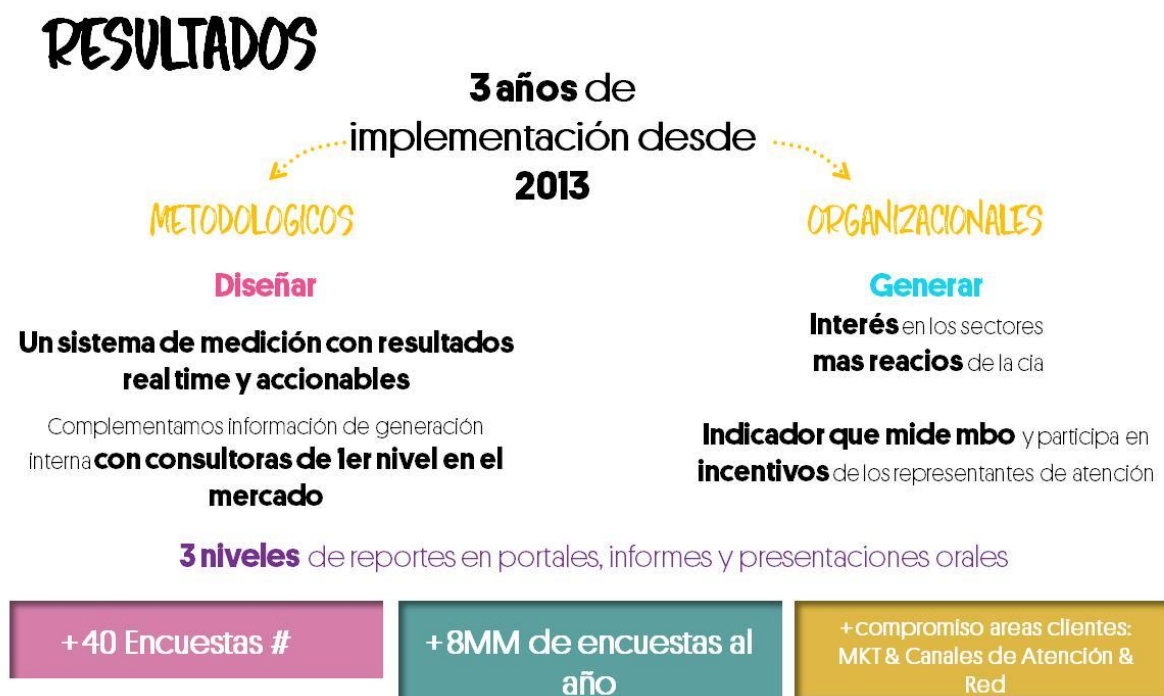 RESULTADOS
3 años de
implementación desde
2013
METODOLOGICOS
Diseñar
Un sistema de medición con resultados
real time y accionables
Complementamos información de generación
interna con consultoras de 1er nivel en el
mercado
ORGANIZACIONALES
Generar
Interés en los sectores
mas reacios de la cia
Indicador que mide mbo y participa en
incentivos de los representantes de atención
3 niveles de reportes en portales, informes y presentaciones orales
+40 Encuestas #
+8MM de encuestas al
año
+compromiso areas clientes:
MKT & Canales de Atención &
Red